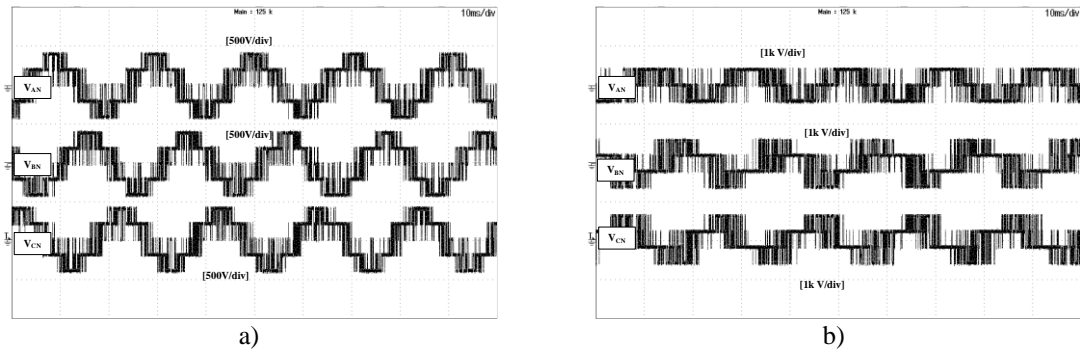 Main : 125 k
10ms/div
[500V/div]
VAN
[500V/div]
VBN
VCN
[500V/div]
a)
Main : 125 k
10ms/div
[1k V/div]
VAN
[1k V/div]
VBN
VCN
[1k V/div]
b)